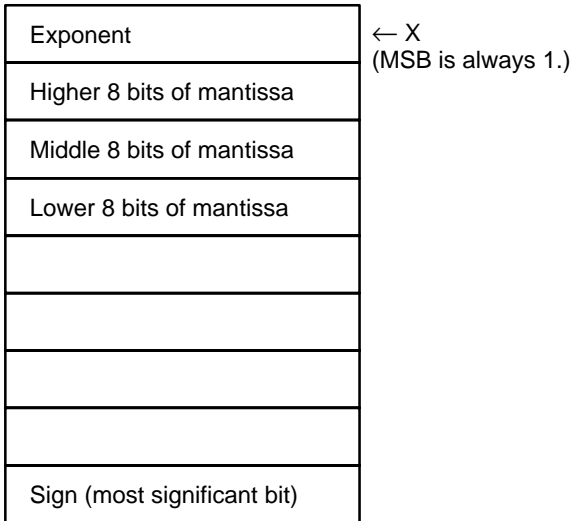 Exponent
← X
(MSB is always 1.)
Higher 8 bits of mantissa
Middle 8 bits of mantissa
Lower 8 bits of mantissa
Sign (most significant bit)